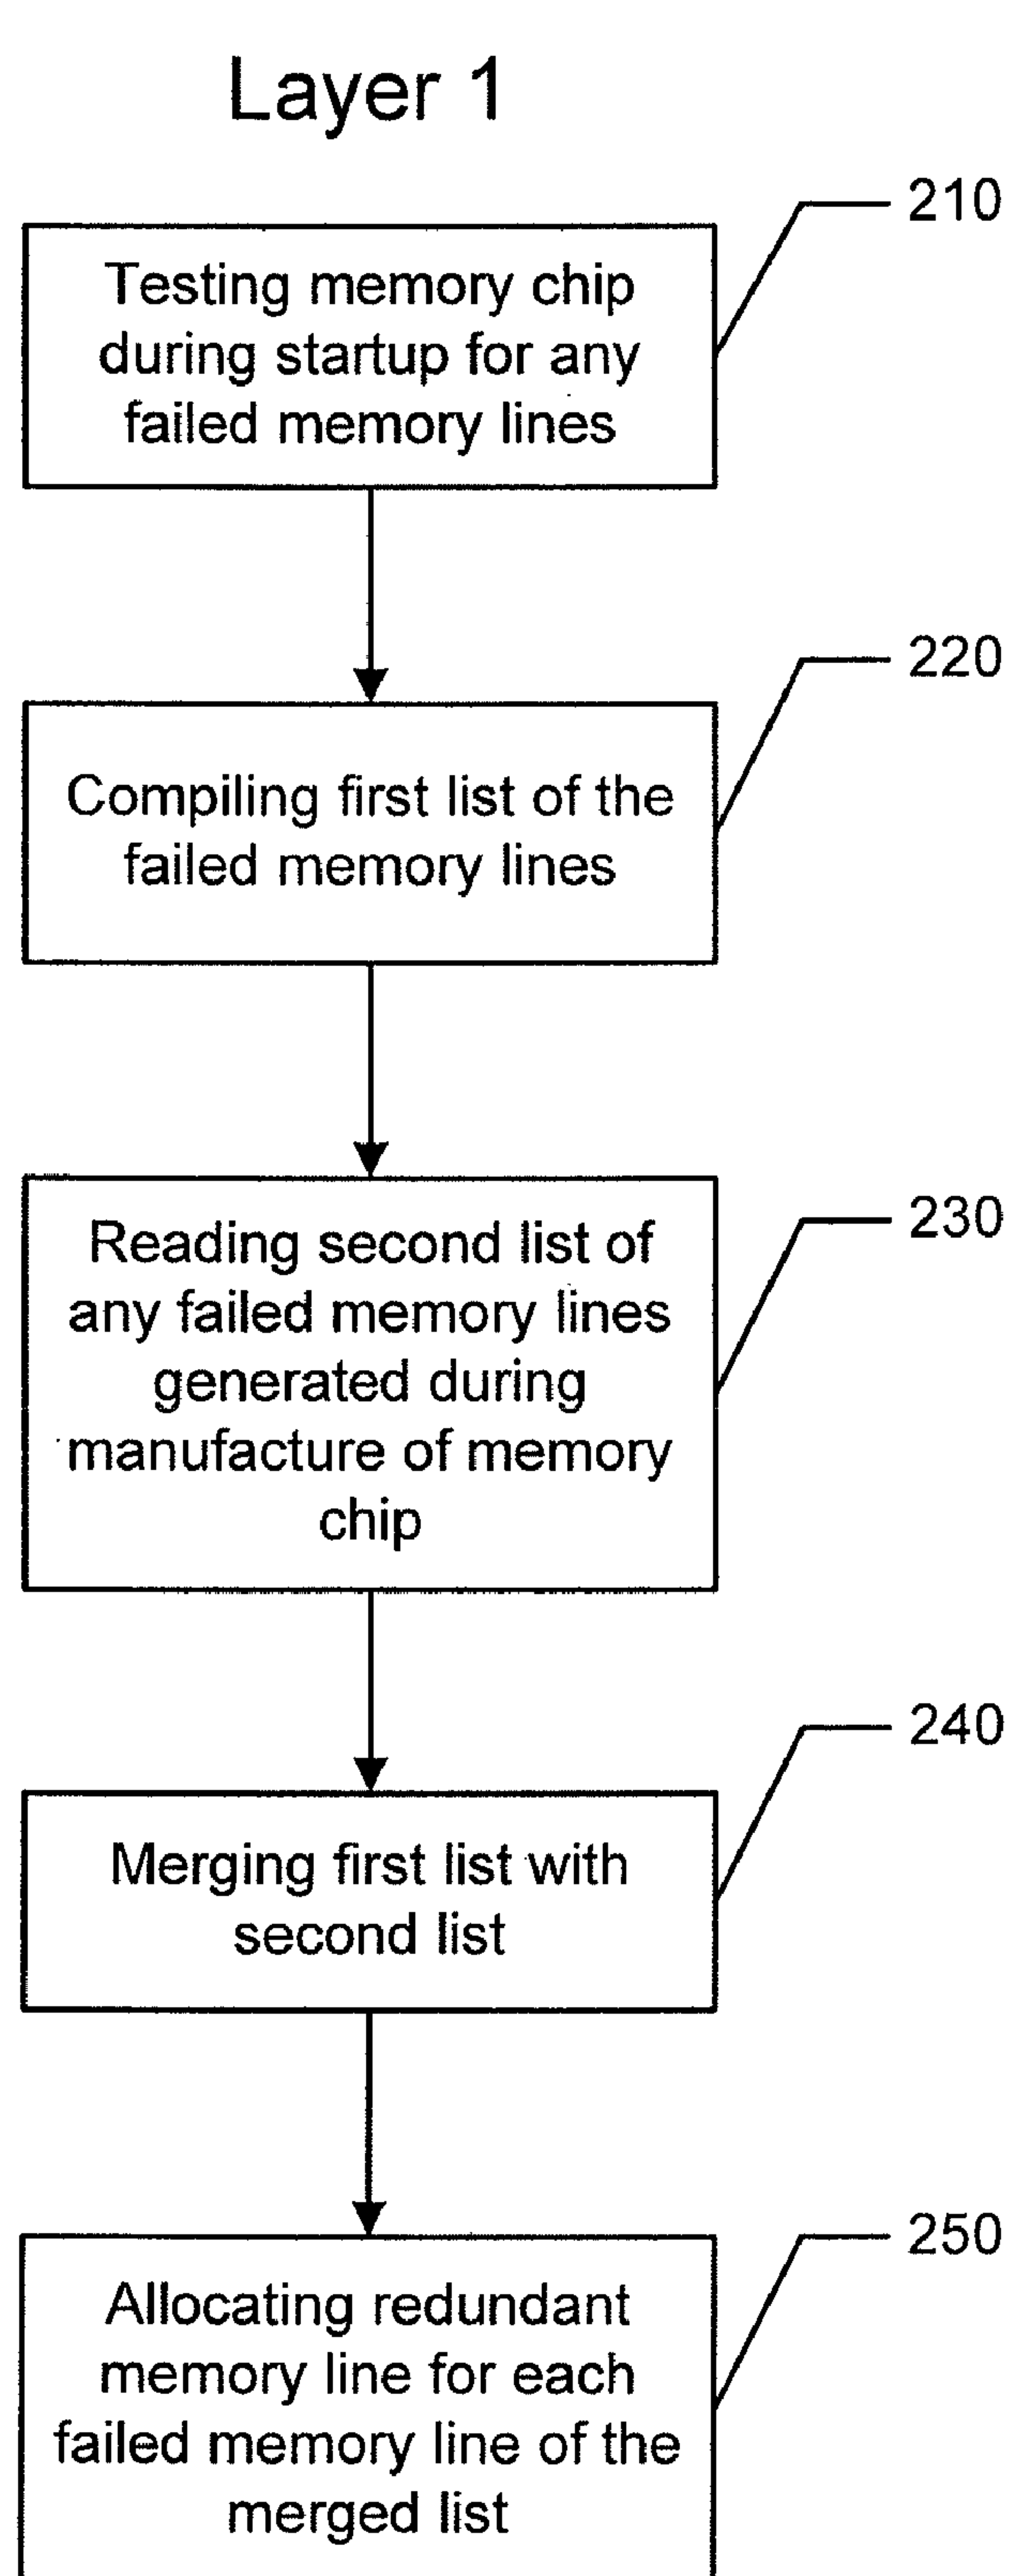 Layer 1
210
Testing memory chip
during startup for any
failed memory lines
220
Compiling first list of the
failed memory lines
230
Reading second list of
any failed memory lines
generated during
manufacture of memory
chip
240
Merging first list with
second list
250
Allocating redundant
memory line for each
failed memory line of the
merged list